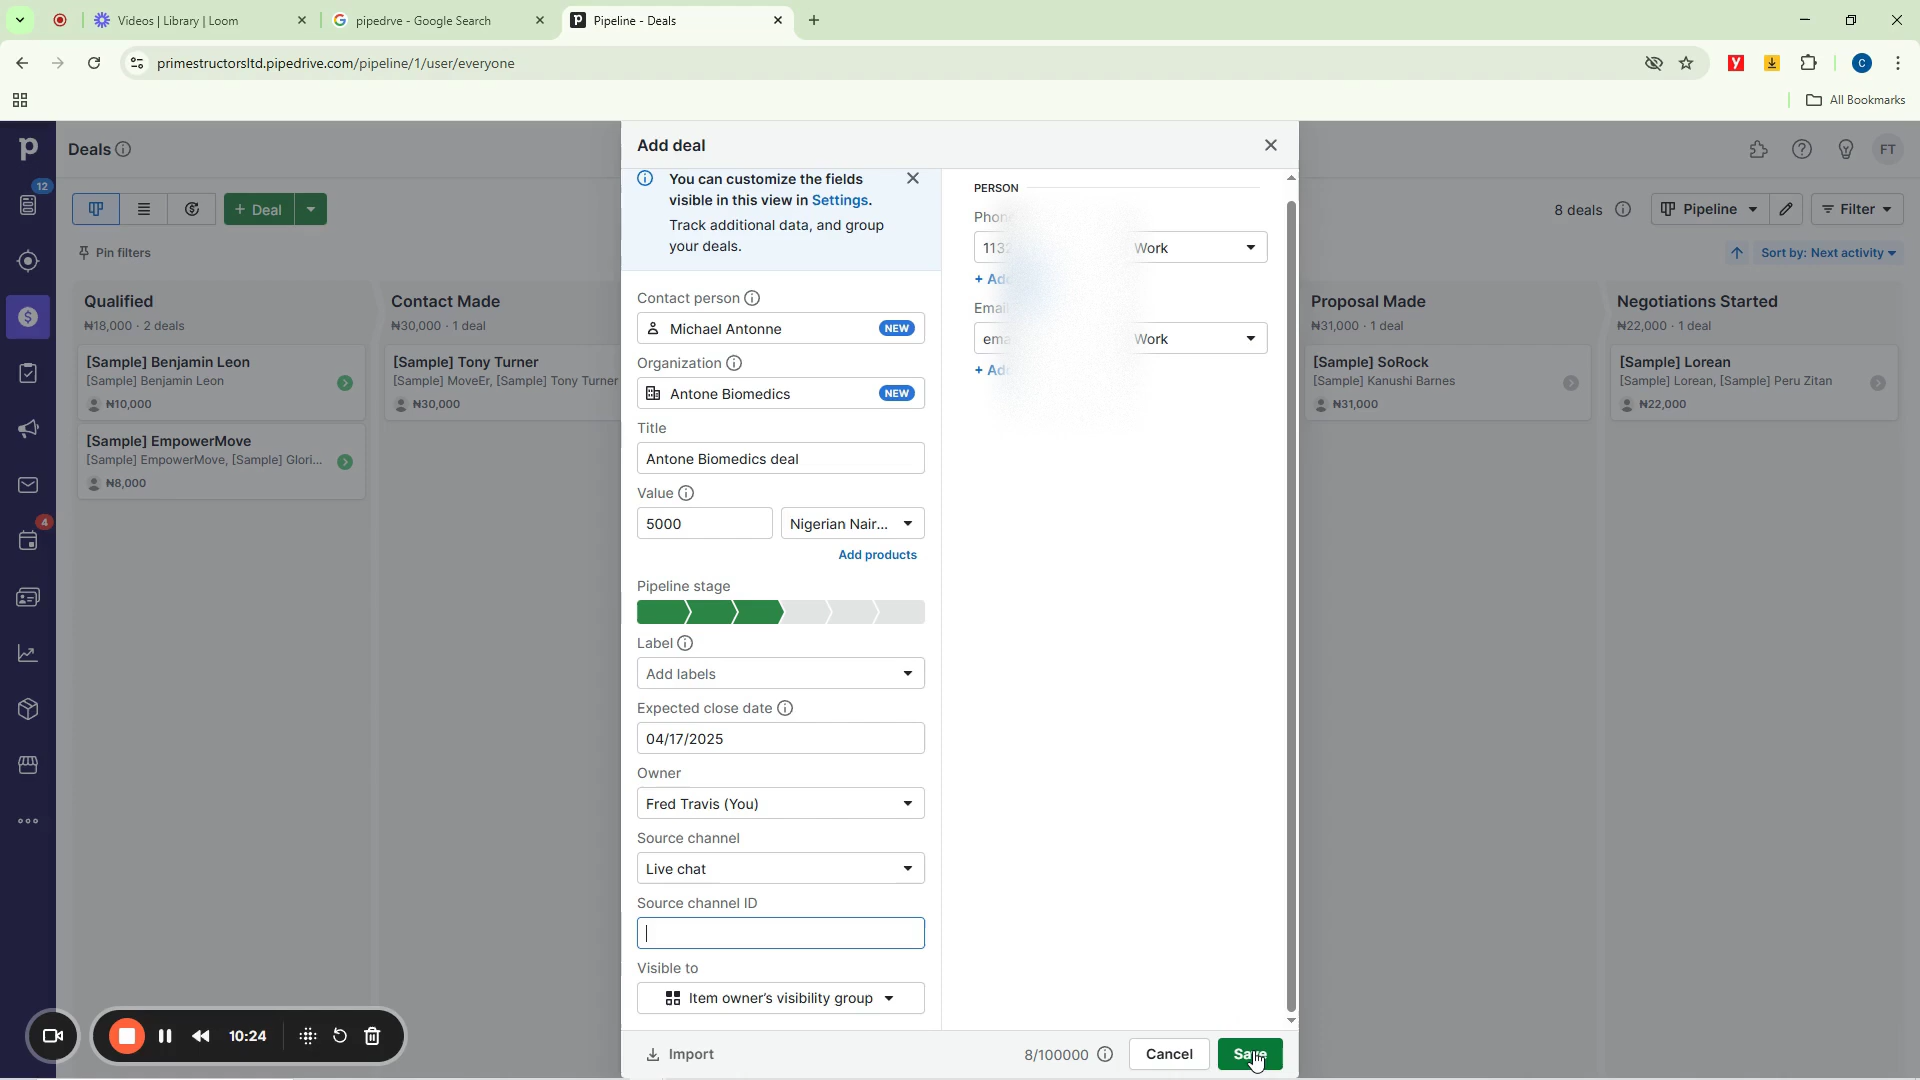 Videos | Library | Loom
pipedrve - Google Search
Pipeline - Deals
primestructorsltd.pipedrive.com/pipeline/1/user/everyone
C
All Bookmarks
Deals
FT
12
4
+ Deal
8 deals
Pipeline
Filter
Pin filters
Sort by: Next activity
Qualified
₦18,000 · 2 deals
[Sample] Benjamin Leon
[Sample] Benjamin Leon
₦10,000
[Sample] EmpowerMove
[Sample] EmpowerMove, [Sample] Glori...
₦8,000
Contact Made
₦30,000 · 1 deal
[Sample] Tony Turner
[Sample] MoveEr, [Sample] Tony Turner
₦30,000
Add deal
You can customize the fields
visible in this view in Settings.
Track additional data, and group
your deals.
Contact person
Michael Antonne
NEW
Organization
Antone Biomedics
NEW
Title
Antone Biomedics deal
Value
5000
Nigerian Nair...
Add products
Pipeline stage
Label
Add labels
Expected close date
04/17/2025
Owner
Fred Travis (You)
Source channel
Live chat
Source channel ID
Visible to
Item owner's visibility group
PERSON
Work
Work
Import
8/100000
Cancel
Save
Proposal Made
₦31,000 · 1 deal
[Sample] SoRock
[Sample] Kanushi Barnes
₦31,000
Negotiations Started
₦22,000 · 1 deal
[Sample] Lorean
[Sample] Lorean, [Sample] Peru Zitan
₦22,000
10:24